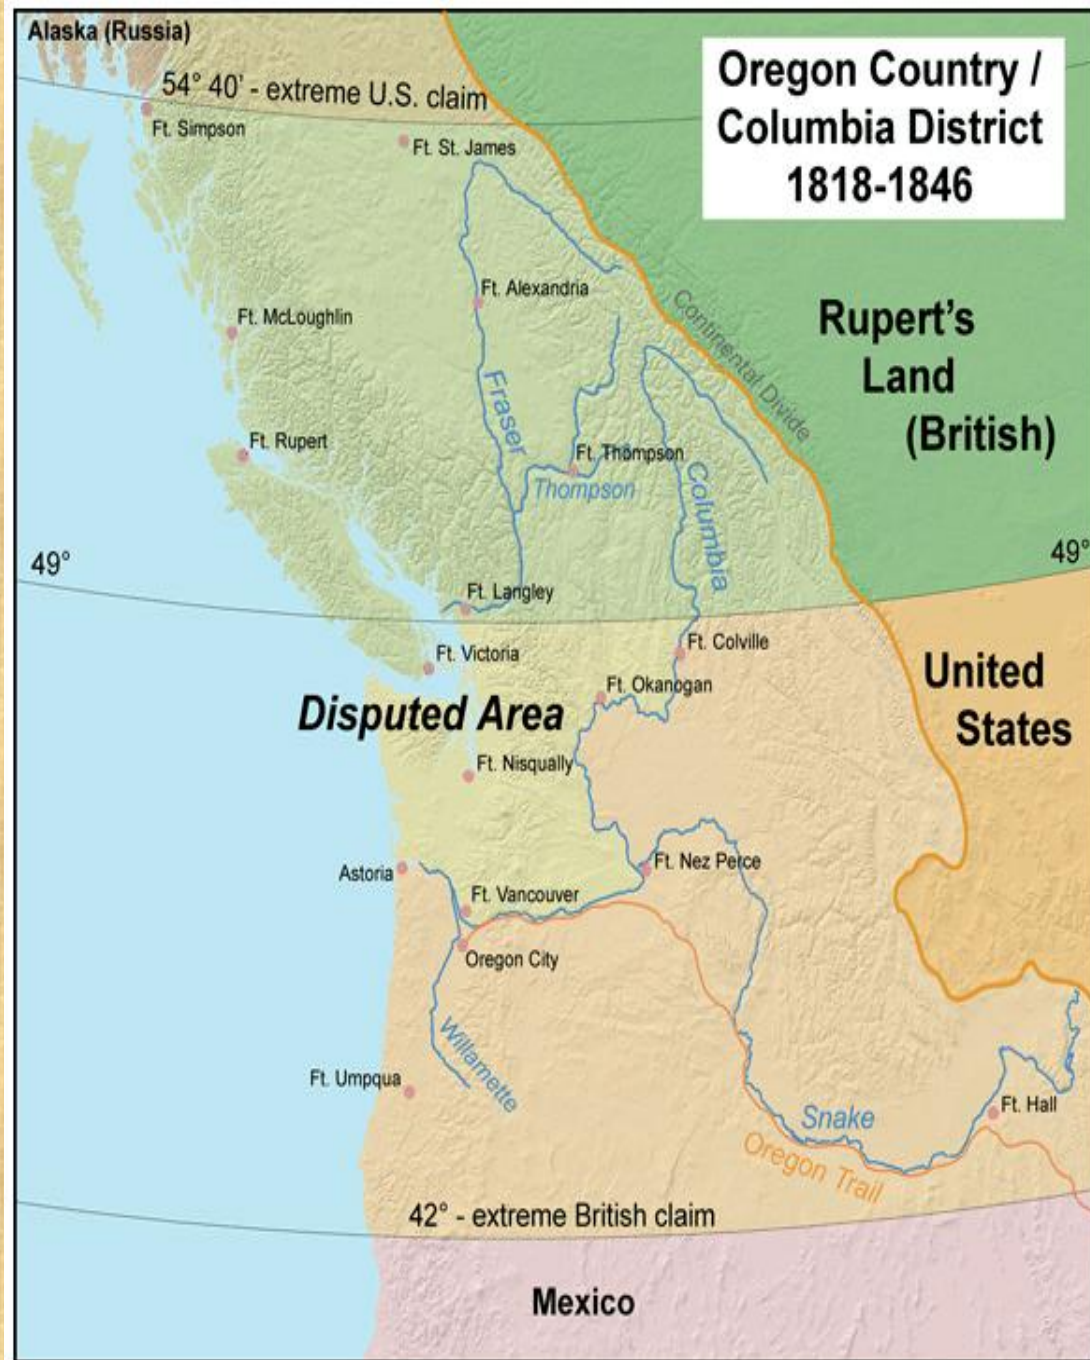 Alaska (Russia)
54° 40' - extreme U.S. claim
Oregon Country /
Columbia District
1818-1846
Ft. Simpson
Ft. St. James
Ft. Alexandria
Ft. McLoughlin
Continental Divide
Rupert's
Land
(British)
Fraser
Ft. Rupert
Ft. Thompson
Thompson
Columbia
49°
49°
Ft. Langley
Ft. Victoria
Ft. Colville
Ft. Okanogan
United
States
Disputed Area
Ft. Nisqually
Astoria
Ft. Nez Perce
Ft. Vancouver
Oregon City
Willamette
Ft. Umpqua
Snake
Ft. Hall
Oregon Trail
42° - extreme British claim
Mexico